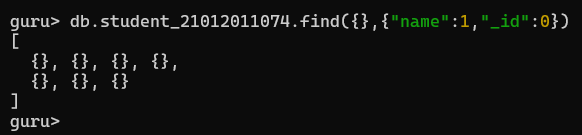 guru> db.student_21012011074.find({},{"name":1,"_id":0})
[
  {}, {}, {}, {},
  {}, {}, {}
]
guru>